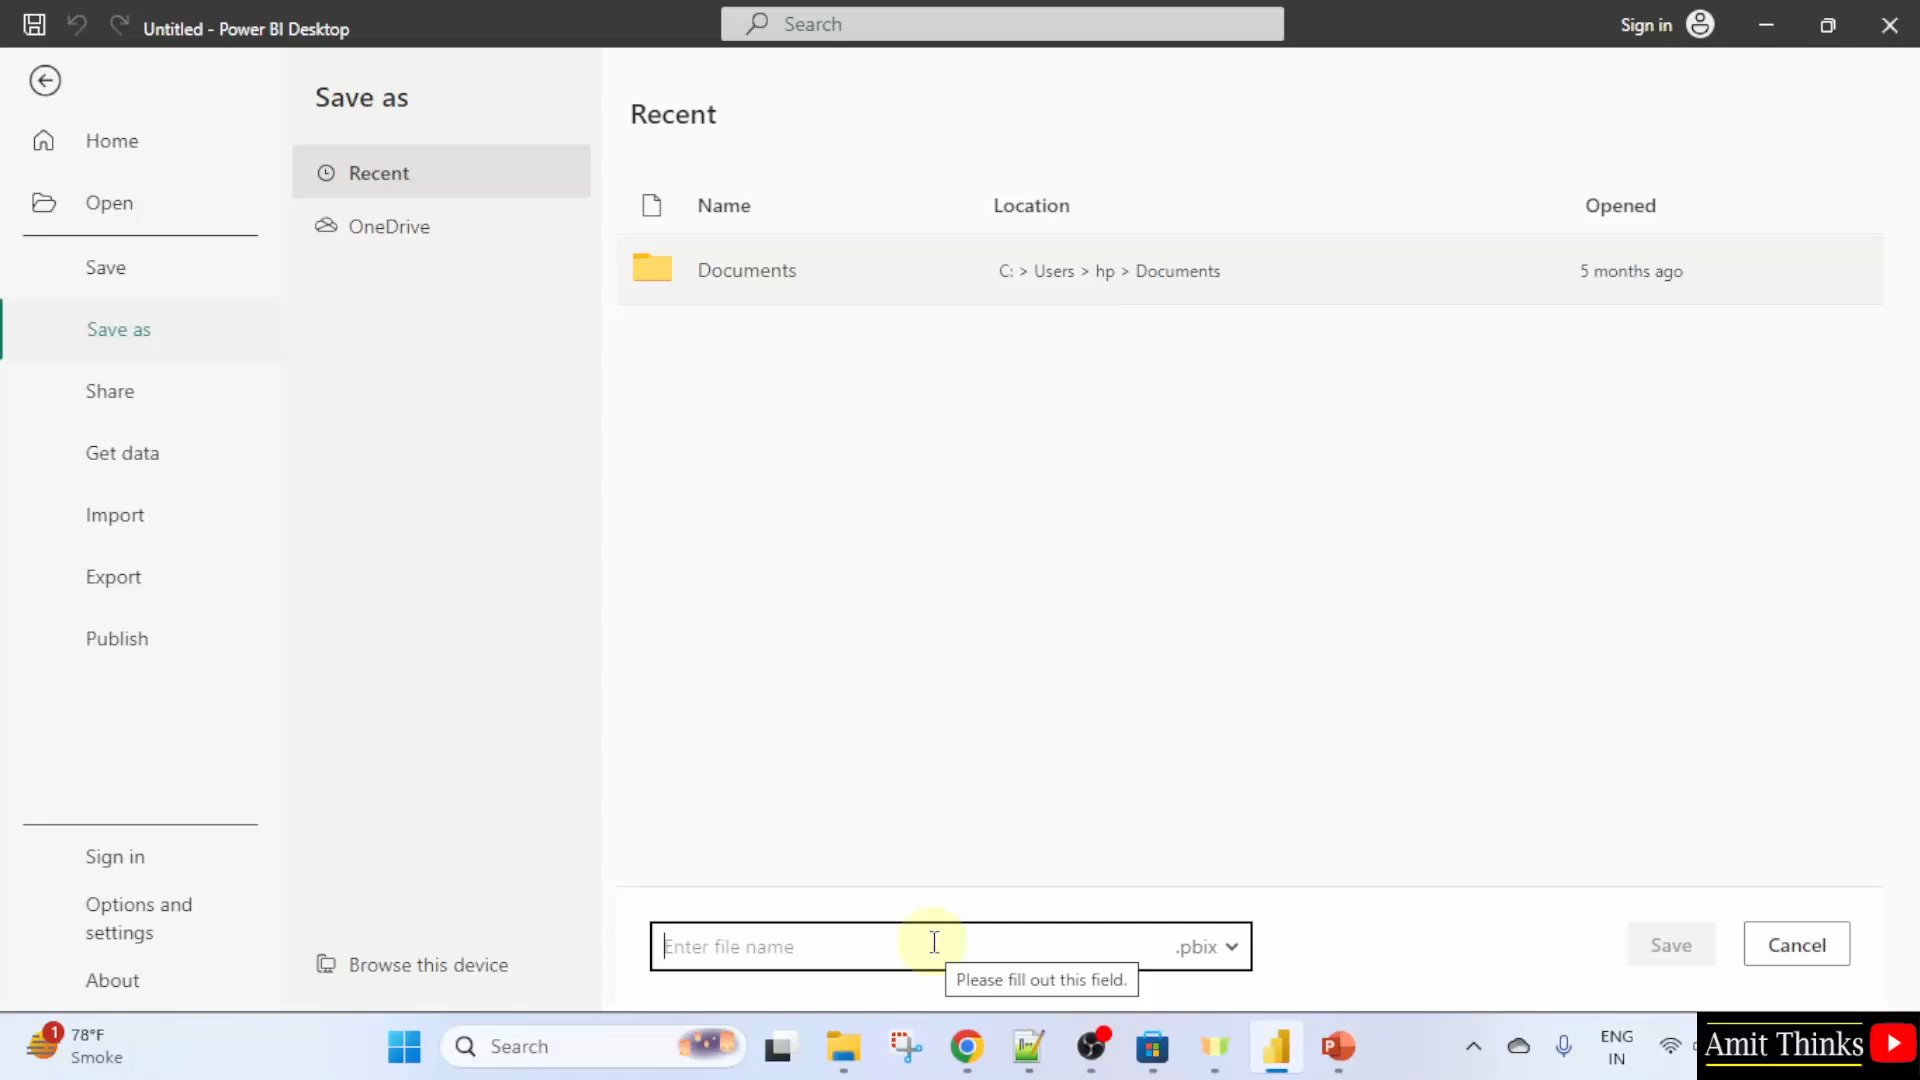 Untitled - Power BI Desktop
Search
Sign in
Home
Open
Save
Save as
Share
Get data
Import
Export
Publish
Sign in
Options and
settings
About
Save as
Recent
OneDrive
Browse this device
Recent
Name Location Opened
Documents C: > Users > hp > Documents 5 months ago
Enter file name .pbix
Please fill out this field.
Save Cancel
1
78°F
Smoke
Search
ENG
IN
Amit Thinks